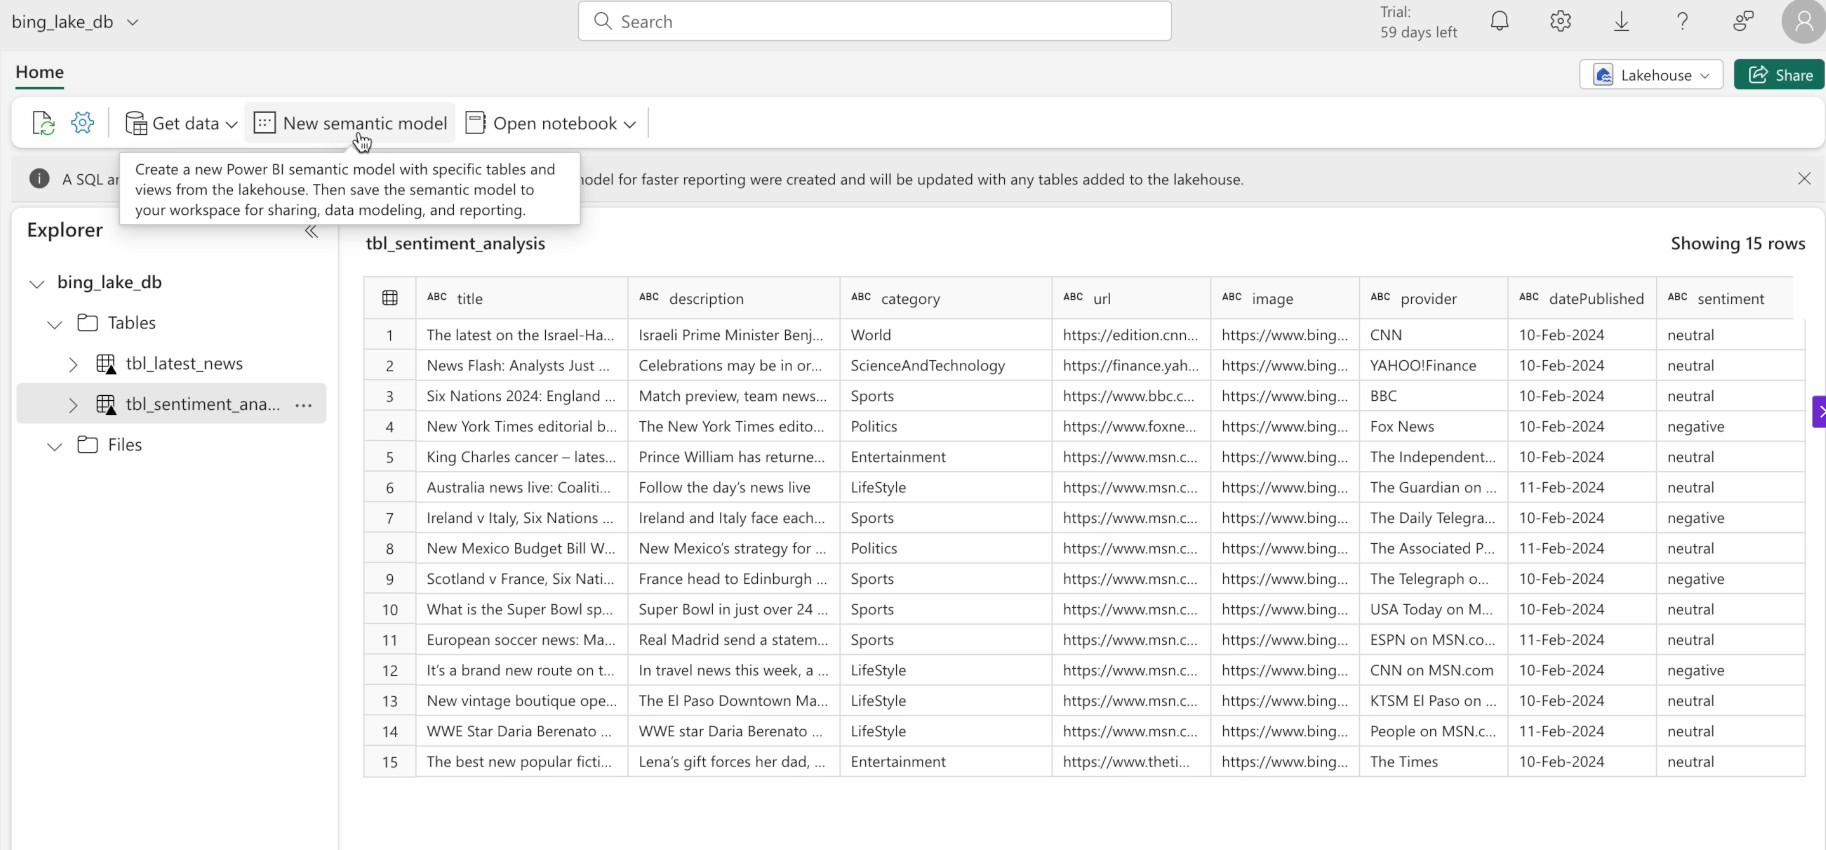 bing_lake_db
Search
Trial:
59 days left
Home
Lakehouse
Share
Get data
New semantic model
Open notebook
Create a new Power BI semantic model with specific tables and
views from the lakehouse. Then save the semantic model to
your workspace for sharing, data modeling, and reporting.
A SQL an
odel for faster reporting were created and will be updated with any tables added to the lakehouse.
Explorer
bing_lake_db
Tables
tbl_latest_news
tbl_sentiment_ana... ...
Files
tbl_sentiment_analysis
Showing 15 rows
ABC title ABC description ABC category ABC url ABC image ABC provider ABC datePublished ABC sentiment
1 The latest on the Israel-Ha... Israeli Prime Minister Benj... World https://edition.cnn... https://www.bing... CNN 10-Feb-2024 neutral
2 News Flash: Analysts Just ... Celebrations may be in or... ScienceAndTechnology https://finance.yah... https://www.bing... YAHOO!Finance 10-Feb-2024 neutral
3 Six Nations 2024: England ... Match preview, team news... Sports https://www.bbc.c... https://www.bing... BBC 10-Feb-2024 neutral
4 New York Times editorial b... The New York Times edito... Politics https://www.foxne... https://www.bing... Fox News 10-Feb-2024 negative
5 King Charles cancer – lates... Prince William has returne... Entertainment https://www.msn.c... https://www.bing... The Independent... 10-Feb-2024 neutral
6 Australia news live: Coaliti... Follow the day's news live LifeStyle https://www.msn.c... https://www.bing... The Guardian on ... 11-Feb-2024 neutral
7 Ireland v Italy, Six Nations ... Ireland and Italy face each... Sports https://www.msn.c... https://www.bing... The Daily Telegra... 10-Feb-2024 negative
8 New Mexico Budget Bill W... New Mexico's strategy for ... Politics https://www.msn.c... https://www.bing... The Associated P... 11-Feb-2024 neutral
9 Scotland v France, Six Nati... France head to Edinburgh ... Sports https://www.msn.c... https://www.bing... The Telegraph o... 10-Feb-2024 negative
10 What is the Super Bowl sp... Super Bowl in just over 24 ... Sports https://www.msn.c... https://www.bing... USA Today on M... 10-Feb-2024 neutral
11 European soccer news: Ma... Real Madrid send a statem... Sports https://www.msn.c... https://www.bing... ESPN on MSN.co... 11-Feb-2024 neutral
12 It's a brand new route on t... In travel news this week, a ... LifeStyle https://www.msn.c... https://www.bing... CNN on MSN.com 10-Feb-2024 negative
13 New vintage boutique ope... The El Paso Downtown Ma... LifeStyle https://www.msn.c... https://www.bing... KTSM El Paso on ... 10-Feb-2024 neutral
14 WWE Star Daria Berenato ... WWE star Daria Berenato ... LifeStyle https://www.msn.c... https://www.bing... People on MSN.c... 11-Feb-2024 neutral
15 The best new popular ficti... Lena's gift forces her dad, ... Entertainment https://www.theti... https://www.bing... The Times 10-Feb-2024 neutral